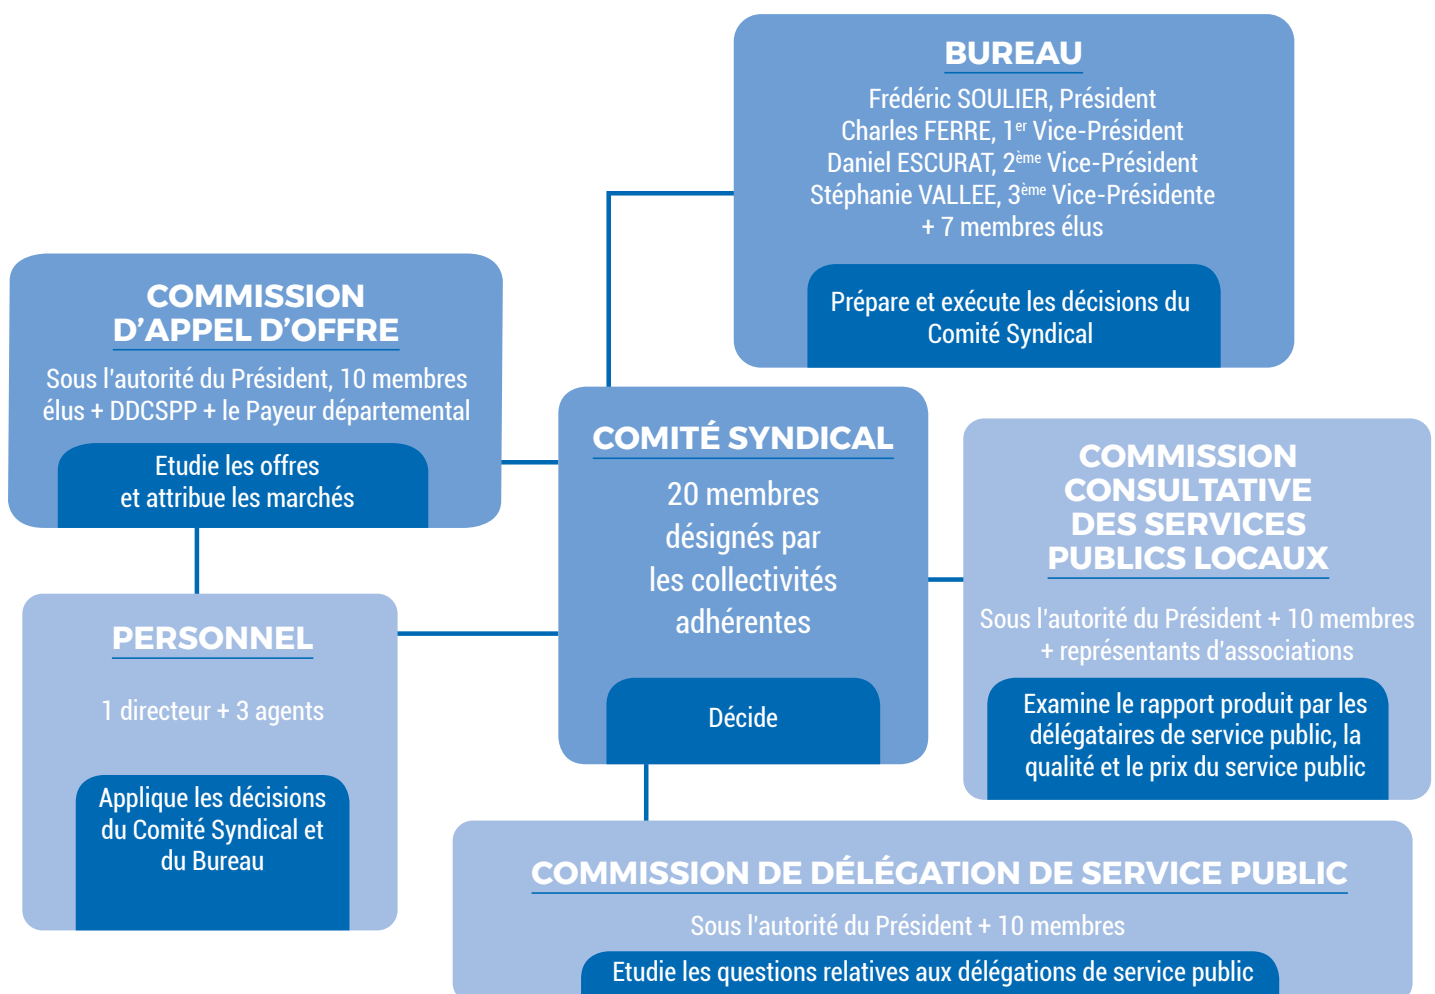 BUREAU
Frédéric SOULIER, Président
Charles FERRE, 1er Vice-Président
Daniel ESCURAT, 2ème Vice-Président
Stéphanie VALLEE, 3ème Vice-Présidente
+ 7 membres élus
Prépare et exécute les décisions du
Comité Syndical
COMMISSION
D’APPEL D’OFFRE
Sous l'autorité du Président, 10 membres
élus + DDCSPP + le Payeur départemental
Etudie les offres
et attribue les marchés
COMITÉ SYNDICAL
20 membres
désignés par
les collectivités
adhérentes
Décide
COMMISSION
CONSULTATIVE
DES SERVICES
PUBLICS LOCAUX
Sous l'autorité du Président + 10 membres
+ représentants d'associations
Examine le rapport produit par les
délégataires de service public, la
qualité et le prix du service public
PERSONNEL
1 directeur + 3 agents
Applique les décisions
du Comité Syndical et
du Bureau
COMMISSION DE DÉLÉGATION DE SERVICE PUBLIC
Sous l'autorité du Président + 10 membres
Etudie les questions relatives aux délégations de service public